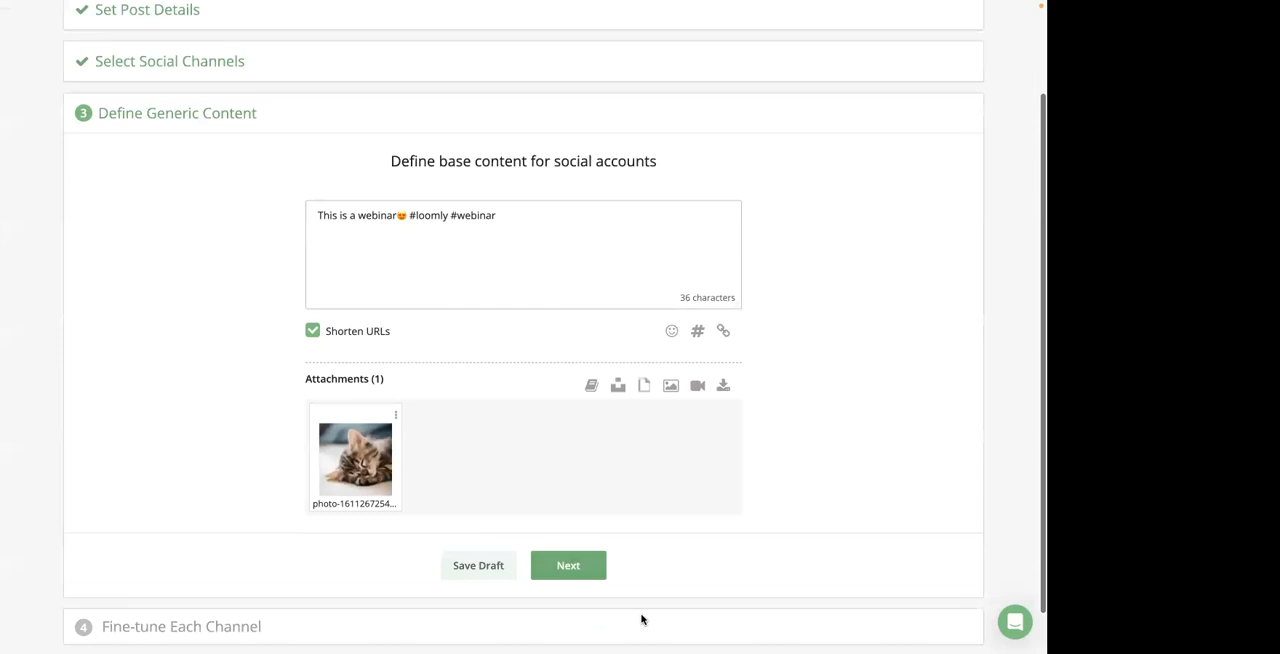 Set Post Details
Select Social Channels
3 Define Generic Content
Define base content for social accounts
This is a webinar😍 #loomly #webinar
36 characters
Shorten URLs
Attachments (1)
photo-1611267254...
Save Draft
Next
4 Fine-tune Each Channel